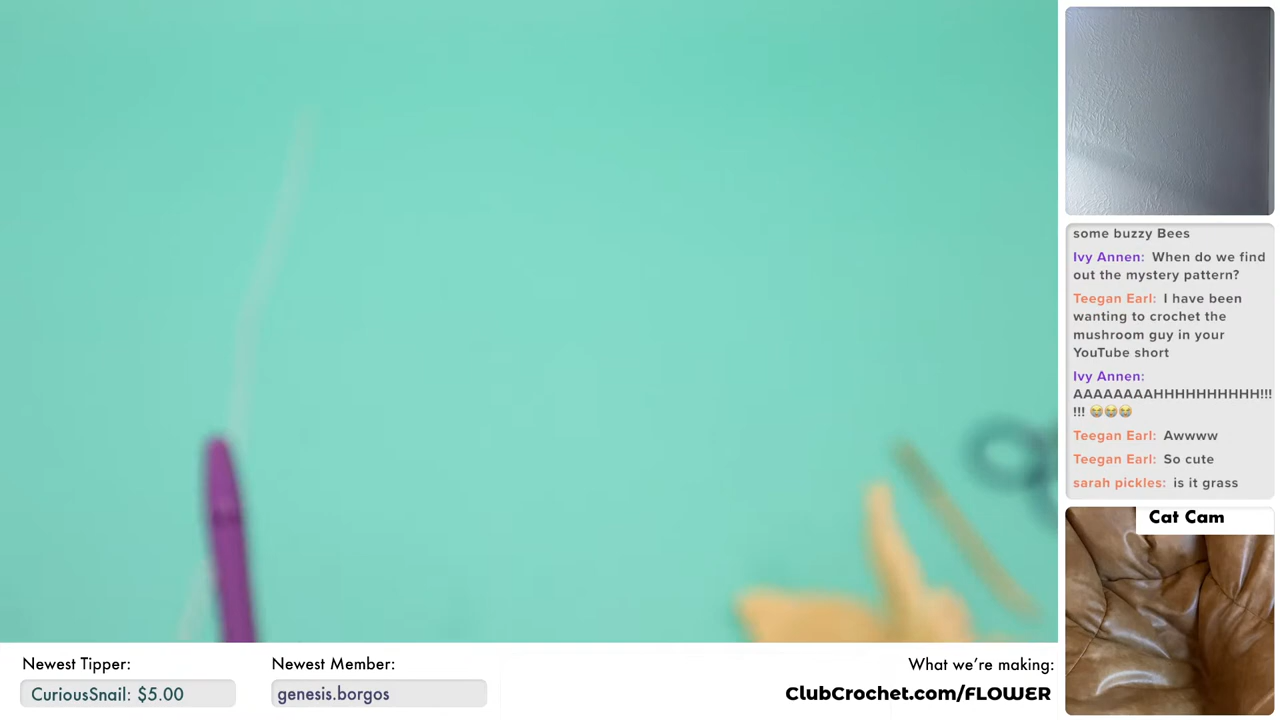 some buzzy Bees
Ivy Annen: When do we find
out the mystery pattern?
Teegan Earl: I have been
wanting to crochet the
mushroom guy in your
YouTube short
Ivy Annen:
AAAAAAAAHHHHHHHHHH!!!
!!! 😭😭😭
Teegan Earl: Awwww
Teegan Earl: So cute
sarah pickles: is it grass
Cat Cam
Newest Tipper:
CuriousSnail: $5.00
Newest Member:
genesis.borgos
What we're making:
ClubCrochet.com/FLOWER